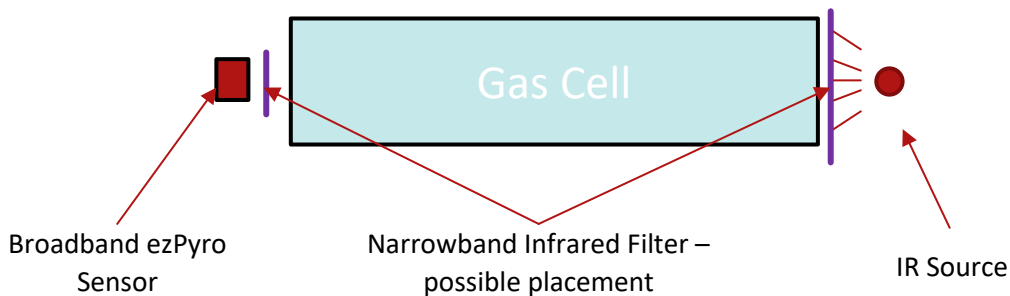 Gas Cell
Broadband ezPyro
Sensor
Narrowband Infrared Filter –
possible placement
IR Source